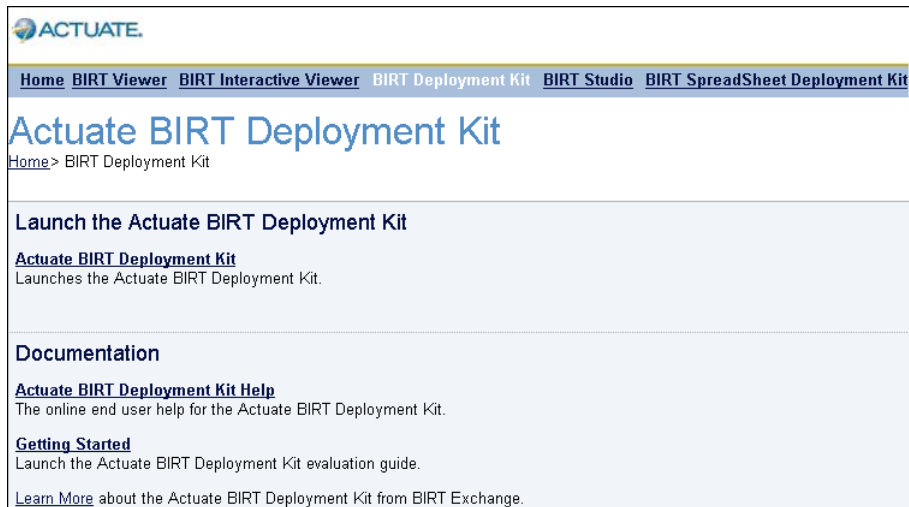 ACTUATE.
Home BIRT Viewer BIRT Interactive Viewer BIRT Deployment Kit BIRT Studio BIRT SpreadSheet Deployment Kit
Actuate BIRT Deployment Kit
Home> BIRT Deployment Kit
Launch the Actuate BIRT Deployment Kit
Actuate BIRT Deployment Kit
Launches the Actuate BIRT Deployment Kit.
Documentation
Actuate BIRT Deployment Kit Help
The online end user help for the Actuate BIRT Deployment Kit.
Getting Started
Launch the Actuate BIRT Deployment Kit evaluation guide.
Learn More about the Actuate BIRT Deployment Kit from BIRT Exchange.